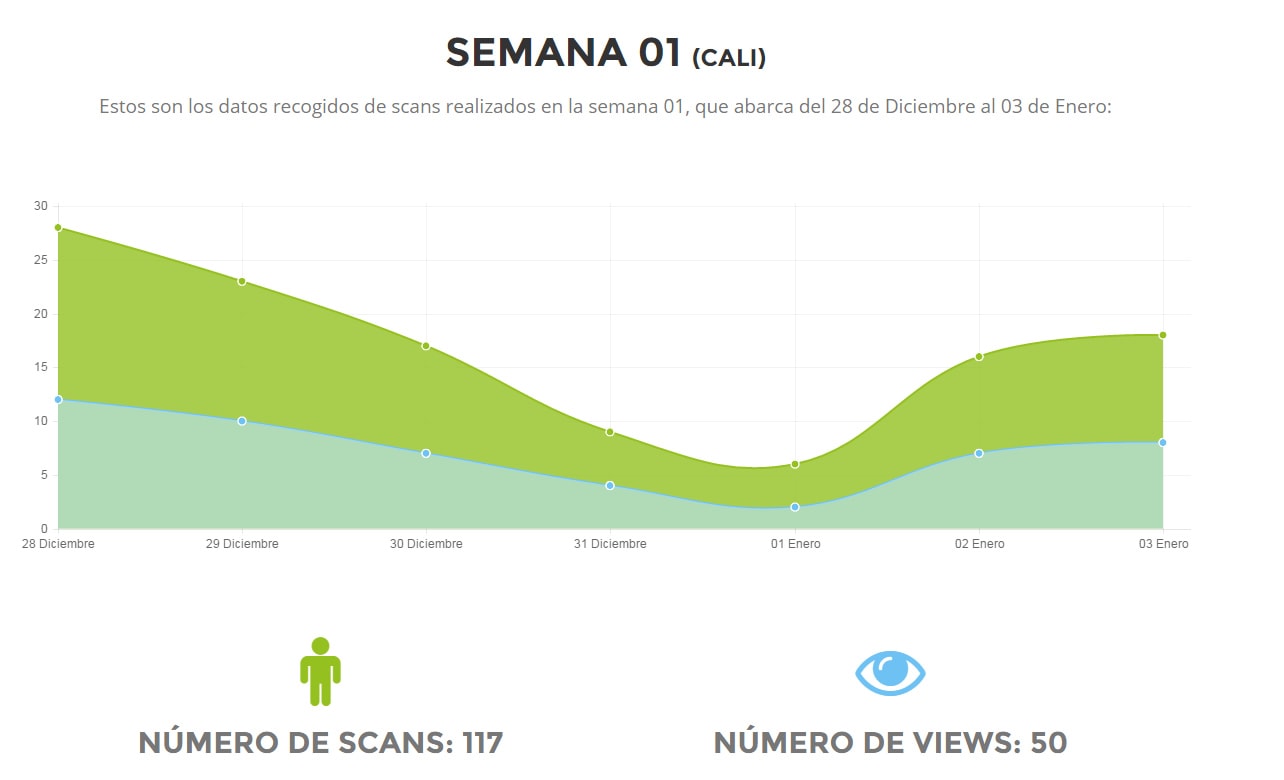 SEMANA 01 (CALI)
Estos son los datos recogidos de scans realizados en la semana 01, que abarca del 28 de Diciembre al 03 de Enero:
30
25
20
15
10
5
0
28 Diciembre 29 Diciembre 30 Diciembre 31 Diciembre 01 Enero 02 Enero 03 Enero
NÚMERO DE SCANS: 117 NÚMERO DE VIEWS: 50